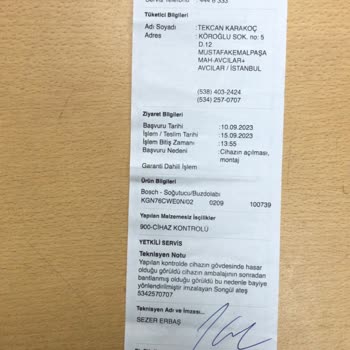 Servis Telefonu : 444 6 333
Tüketici Bilgileri
Adı Soyadı :TEKCAN KARAKOÇ
Adres :KÖROĞLU SOK. no: 5
D.12
MUSTAFAKEMALPAŞA
MAH-AVCILAR+
AVCILAR / İSTANBUL
(538) 403-2424
(534) 257-0707
Ziyaret Bilgileri
Başvuru Tarihi :10.09.2023
İşlem / Teslim Tarihi :15.09.2023
İşlem Bitiş Zamanı :13:55
Başvuru Nedeni :Cihazın açılması,
montaj
Garanti Dahili İşlem
Ürün Bilgileri
Bosch - Soğutucu/Buzdolabı
KGN76CWE0N/02 0209 100739
Yapılan Malzemesiz İşçilikler
900-CİHAZ KONTROLÜ
YETKİLİ SERVİS
Teknisyen Notu
Yapılan kontrolde cihazın gövdesinde hasar
olduğu görüldü cihazın ambalajının sonradan
bantlanmış olduğu görüldü bu nedenle bayiye
yönlendirilmiştir imzalayan Songül ateş
5342570707
Teknisyen Adı ve İmzası...
SEZER ERBAŞ